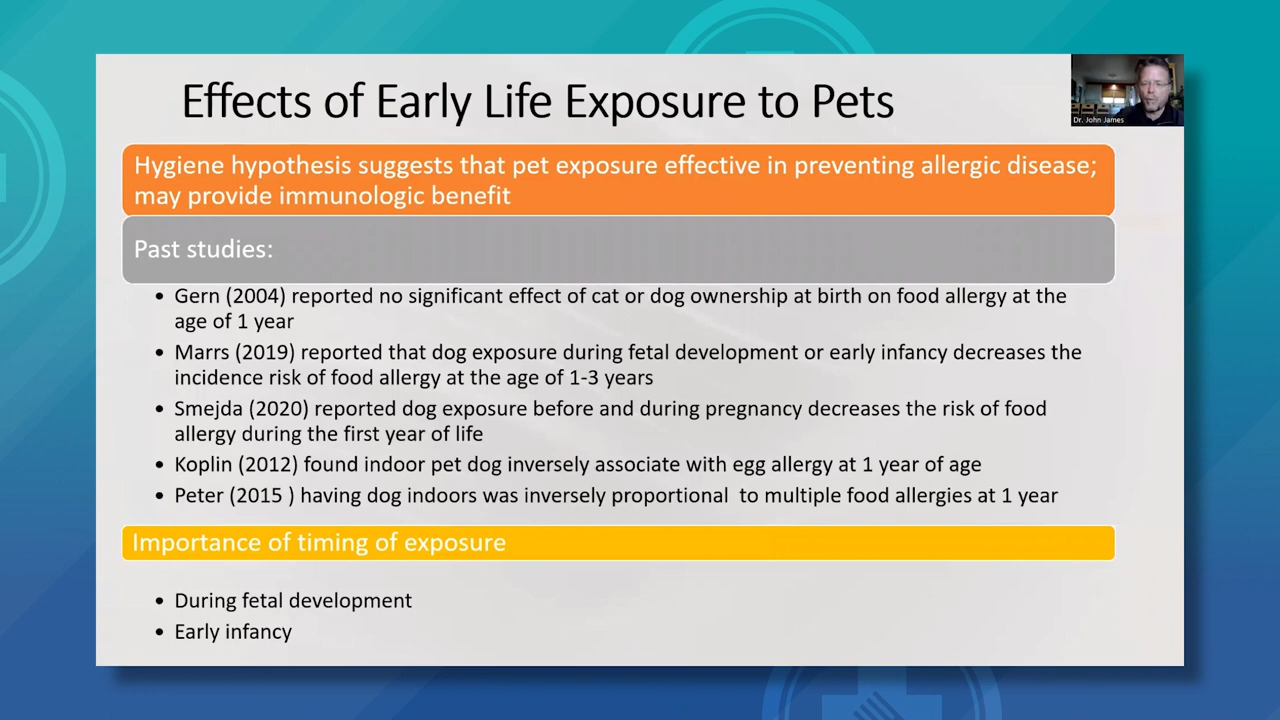 Effects of Early Life Exposure to Pets
Dr. John James
Hygiene hypothesis suggests that pet exposure effective in preventing allergic disease;
may provide immunologic benefit
Past studies:
• Gern (2004) reported no significant effect of cat or dog ownership at birth on food allergy at the
age of 1 year
• Marrs (2019) reported that dog exposure during fetal development or early infancy decreases the
incidence risk of food allergy at the age of 1-3 years
• Smejda (2020) reported dog exposure before and during pregnancy decreases the risk of food
allergy during the first year of life
• Koplin (2012) found indoor pet dog inversely associate with egg allergy at 1 year of age
• Peter (2015 ) having dog indoors was inversely proportional to multiple food allergies at 1 year
Importance of timing of exposure
• During fetal development
• Early infancy